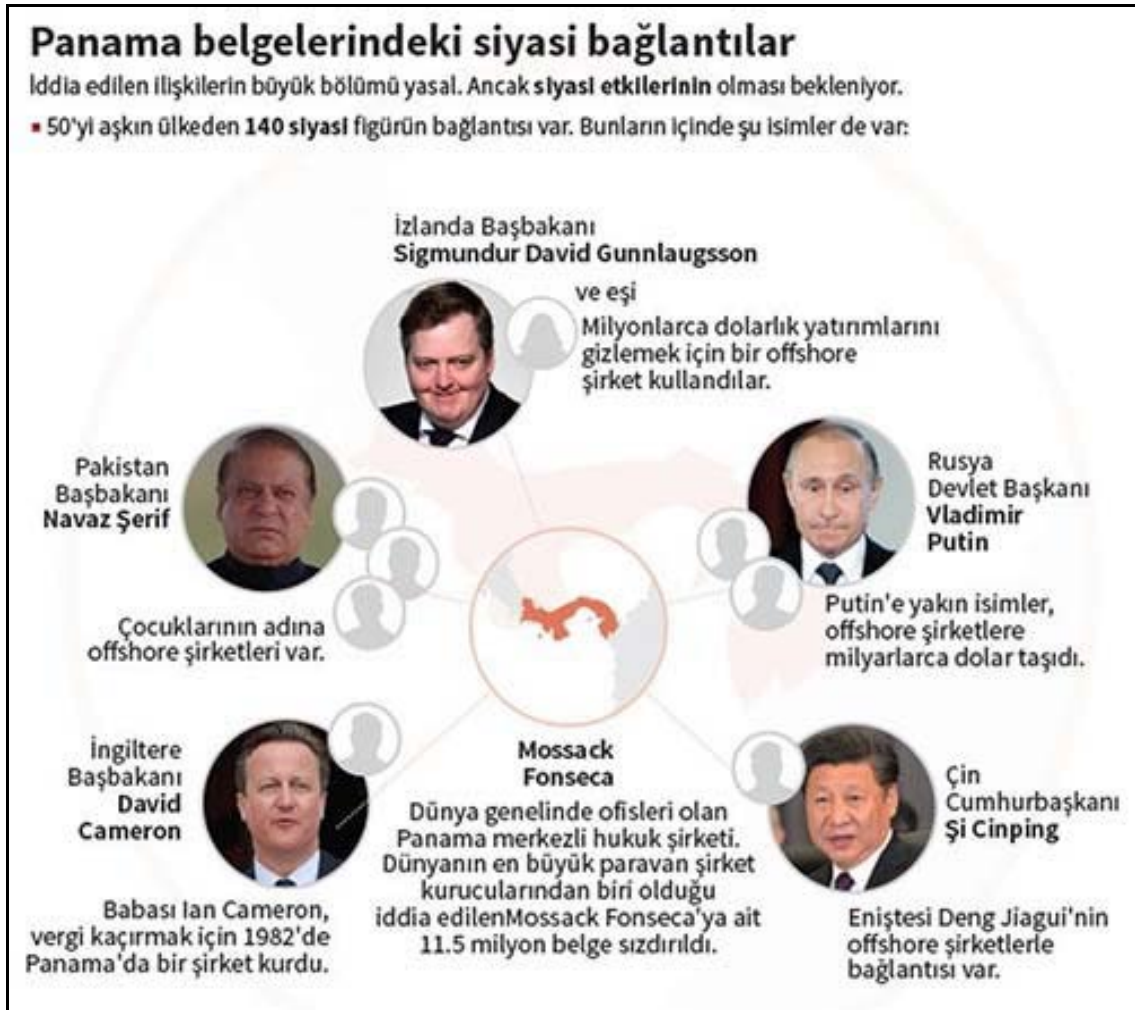 Panama belgelerindeki siyasi bağlantılar
İddia edilen ilişkilerin büyük bölümü yasal. Ancak siyasi etkilerinin olması bekleniyor.
▪ 50'yi aşkın ülkeden 140 siyasi figürün bağlantısı var. Bunların içinde şu isimler de var:
İzlanda Başbakanı
Sigmundur David Gunnlaugsson
ve eşi
Milyonlarca dolarlık yatırımlarını
gizlemek için bir offshore
şirket kullandılar.
Pakistan
Başbakanı
Navaz Şerif
Çocuklarının adına
offshore şirketleri var.
Rusya
Devlet Başkanı
Vladimir
Putin
Putin'e yakın isimler,
offshore şirketlere
milyarlarca dolar taşıdı.
İngiltere
Başbakanı
David
Cameron
Babası Ian Cameron,
vergi kaçırmak için 1982'de
Panama'da bir şirket kurdu.
Mossack
Fonseca
Dünya genelinde ofisleri olan
Panama merkezli hukuk şirketi.
Dünyanın en büyük paravan şirket
kurucularından biri olduğu
iddia edilenMossack Fonseca'ya ait
11.5 milyon belge sızdırıldı.
Çin
Cumhurbaşkanı
Şi Cinping
Eniştesi Deng Jiagui'nin
offshore şirketlerle
bağlantısı var.